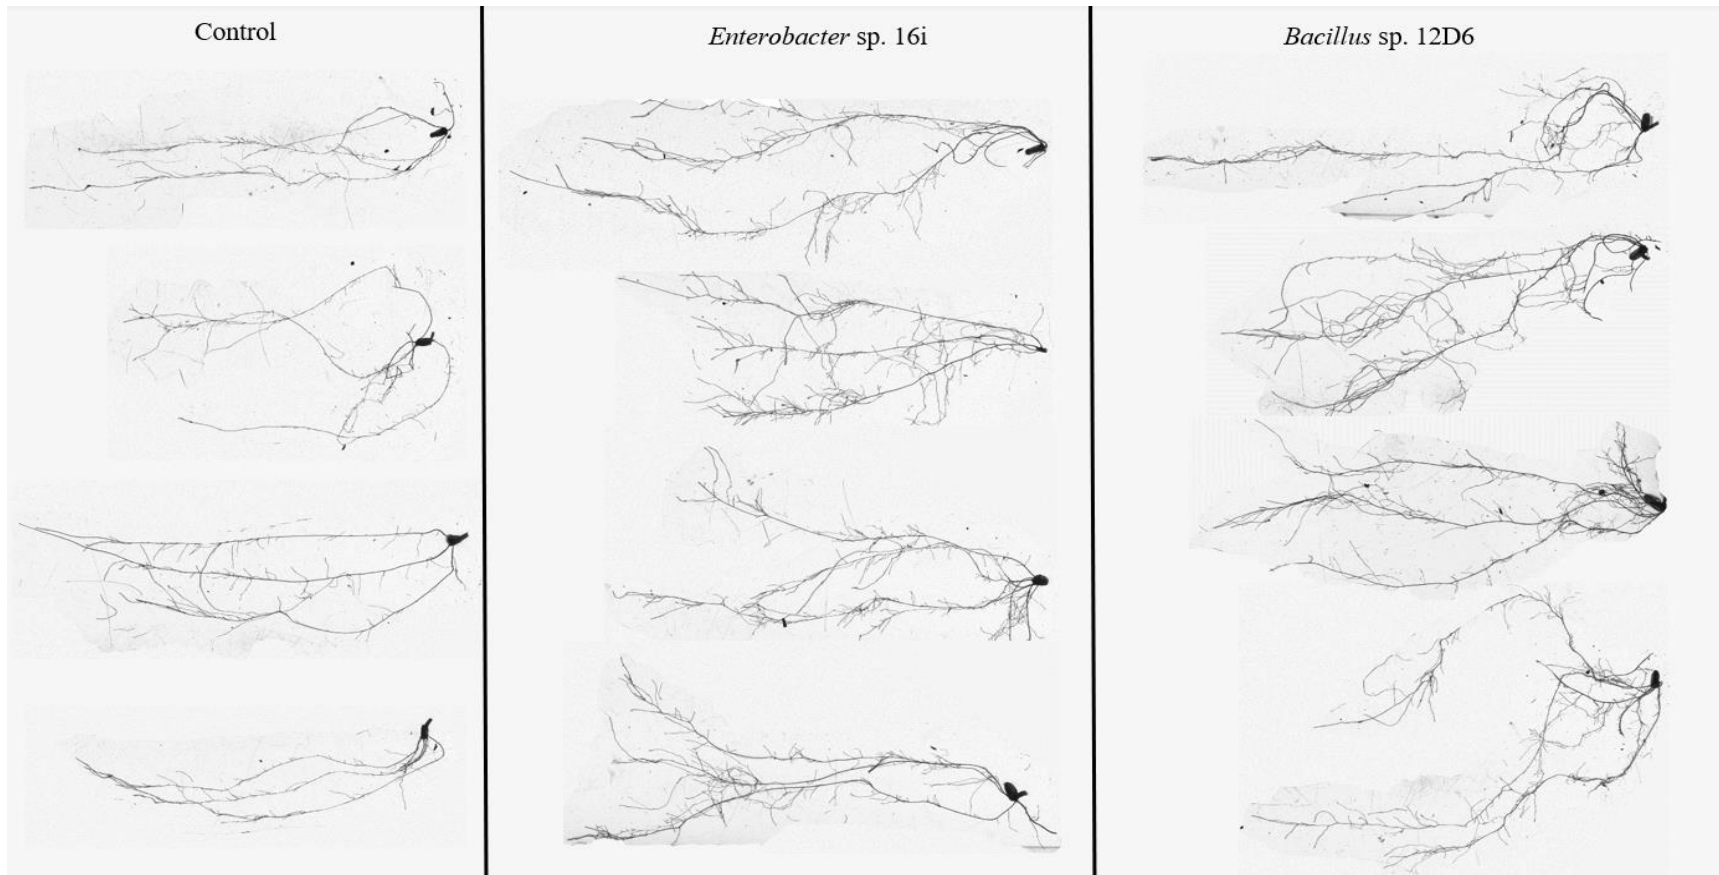 Control
Enterobacter sp. 16i
Bacillus sp. 12D6